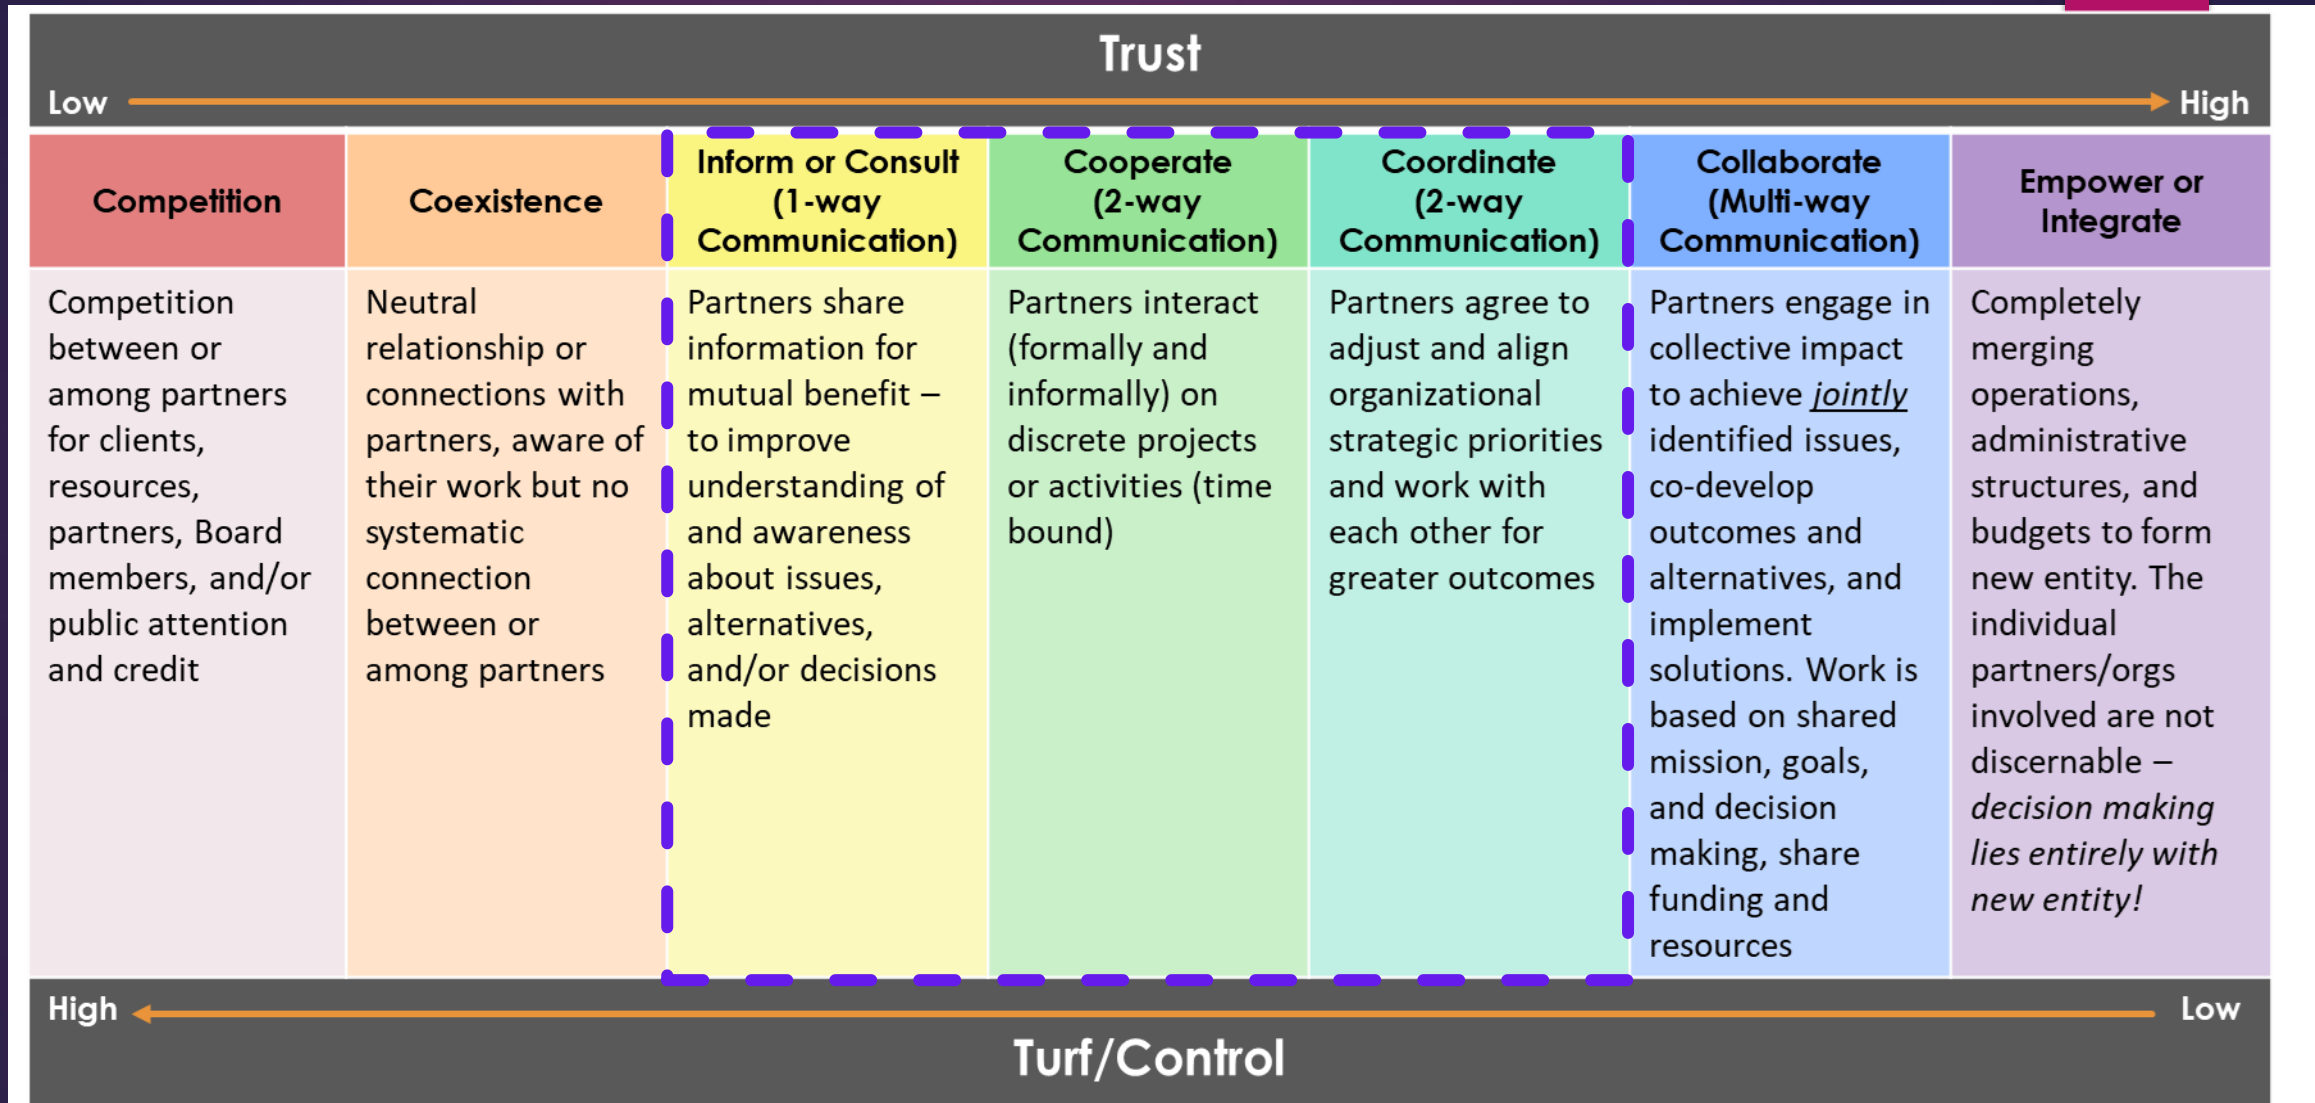 Trust
Low
High
Competition
Coexistence
Inform or Consult
(1-way
Communication)
Cooperate
(2-way
Communication)
Coordinate
(2-way
Communication)
Collaborate
(Multi-way
Communication)
Empower or
Integrate
Competition
between or
among partners
for clients,
resources,
partners, Board
members, and/or
public attention
and credit
Neutral
relationship or
connections with
partners, aware of
their work but no
systematic
connection
between or
among partners
Partners share
information for
mutual benefit –
to improve
understanding of
and awareness
about issues,
alternatives,
and/or decisions
made
Partners interact
(formally and
informally) on
discrete projects
or activities (time
bound)
Partners agree to
adjust and align
organizational
strategic priorities
and work with
each other for
greater outcomes
Partners engage in
collective impact
to achieve jointly
identified issues,
co-develop
outcomes and
alternatives, and
implement
solutions. Work is
based on shared
mission, goals,
and decision
making, share
funding and
resources
Completely
merging
operations,
administrative
structures, and
budgets to form
new entity. The
individual
partners/orgs
involved are not
discernable –
decision making
lies entirely with
new entity!
High
Low
Turf/Control